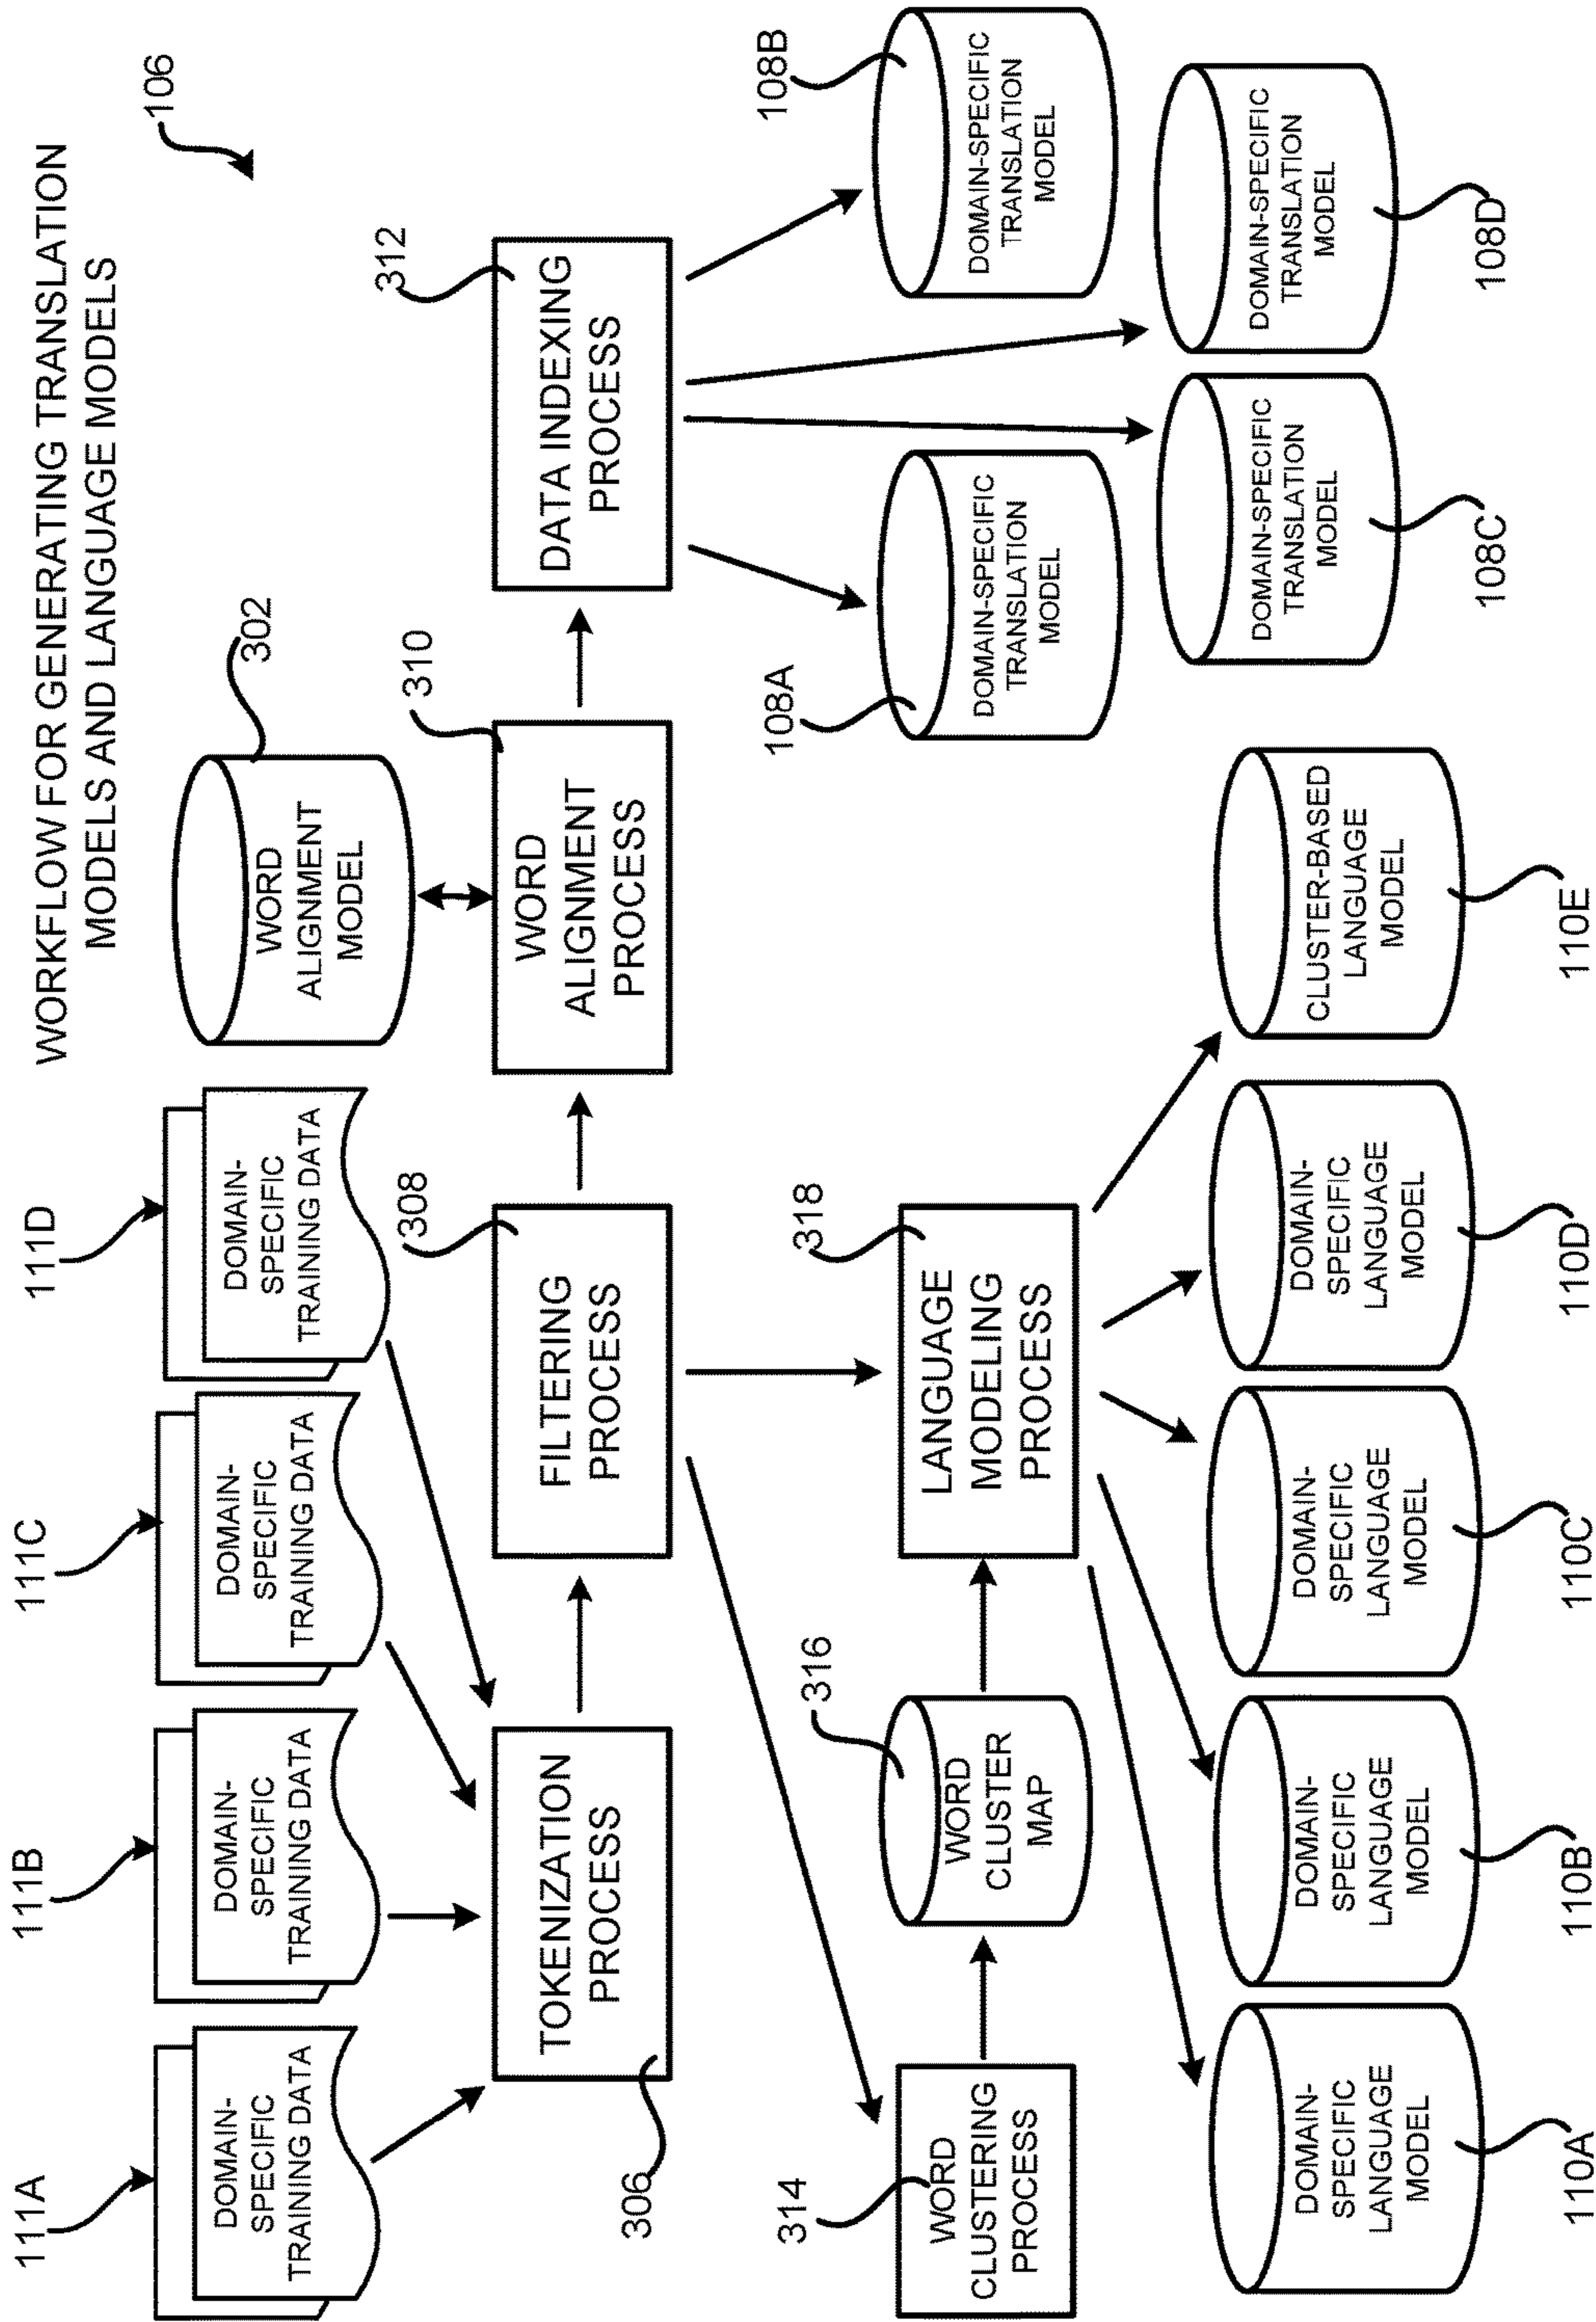 WORKFLOW FOR GENERATING TRANSLATION
MODELS AND LANGUAGE MODELS
106
111A
111B
111C
111D
DOMAIN-
SPECIFIC
TRAINING DATA
DOMAIN-
SPECIFIC
TRAINING DATA
DOMAIN-
SPECIFIC
TRAINING DATA
DOMAIN-
SPECIFIC
TRAINING DATA
WORD
ALIGNMENT
MODEL
302
306
TOKENIZATION
PROCESS
308
FILTERING
PROCESS
310
WORD
ALIGNMENT
PROCESS
312
DATA INDEXING
PROCESS
314
WORD
CLUSTERING
PROCESS
316
WORD
CLUSTER
MAP
318
LANGUAGE
MODELING
PROCESS
108A
DOMAIN-SPECIFIC
TRANSLATION
MODEL
108B
DOMAIN-SPECIFIC
TRANSLATION
MODEL
DOMAIN-SPECIFIC
TRANSLATION
MODEL
108C
DOMAIN-SPECIFIC
TRANSLATION
MODEL
108D
DOMAIN-
SPECIFIC
LANGUAGE
MODEL
110A
DOMAIN-
SPECIFIC
LANGUAGE
MODEL
110B
DOMAIN-
SPECIFIC
LANGUAGE
MODEL
110C
DOMAIN-
SPECIFIC
LANGUAGE
MODEL
110D
CLUSTER-BASED
LANGUAGE
MODEL
110E